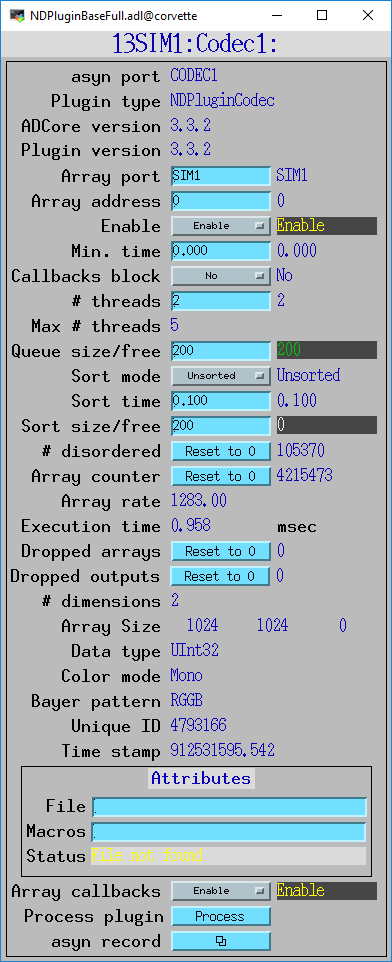 NDPluginBaseFull.adl@corvette
13SIM1:Codec1:
asyn port CODEC1
Plugin type NDPluginCodec
ADCore version 3.3.2
Plugin version 3.3.2
Array port SIM1 SIM1
Array address 0 0
Enable Enable Enable
Min. time 0.000 0.000
Callbacks block No No
# threads 2 2
Max # threads 5
Queue size/free 200 200
Sort mode Unsorted Unsorted
Sort time 0.100 0.100
Sort size/free 200 0
# disordered Reset to 0 105370
Array counter Reset to 0 4215473
Array rate 1283.00
Execution time 0.958 msec
Dropped arrays Reset to 0 0
Dropped outputs Reset to 0 0
# dimensions 2
Array Size 1024 1024 0
Data type UInt32
Color mode Mono
Bayer pattern RGGB
Unique ID 4793166
Time stamp 912531595.542
Attributes
File
Macros
Status File not found
Array callbacks Enable Enable
Process plugin Process
asyn record